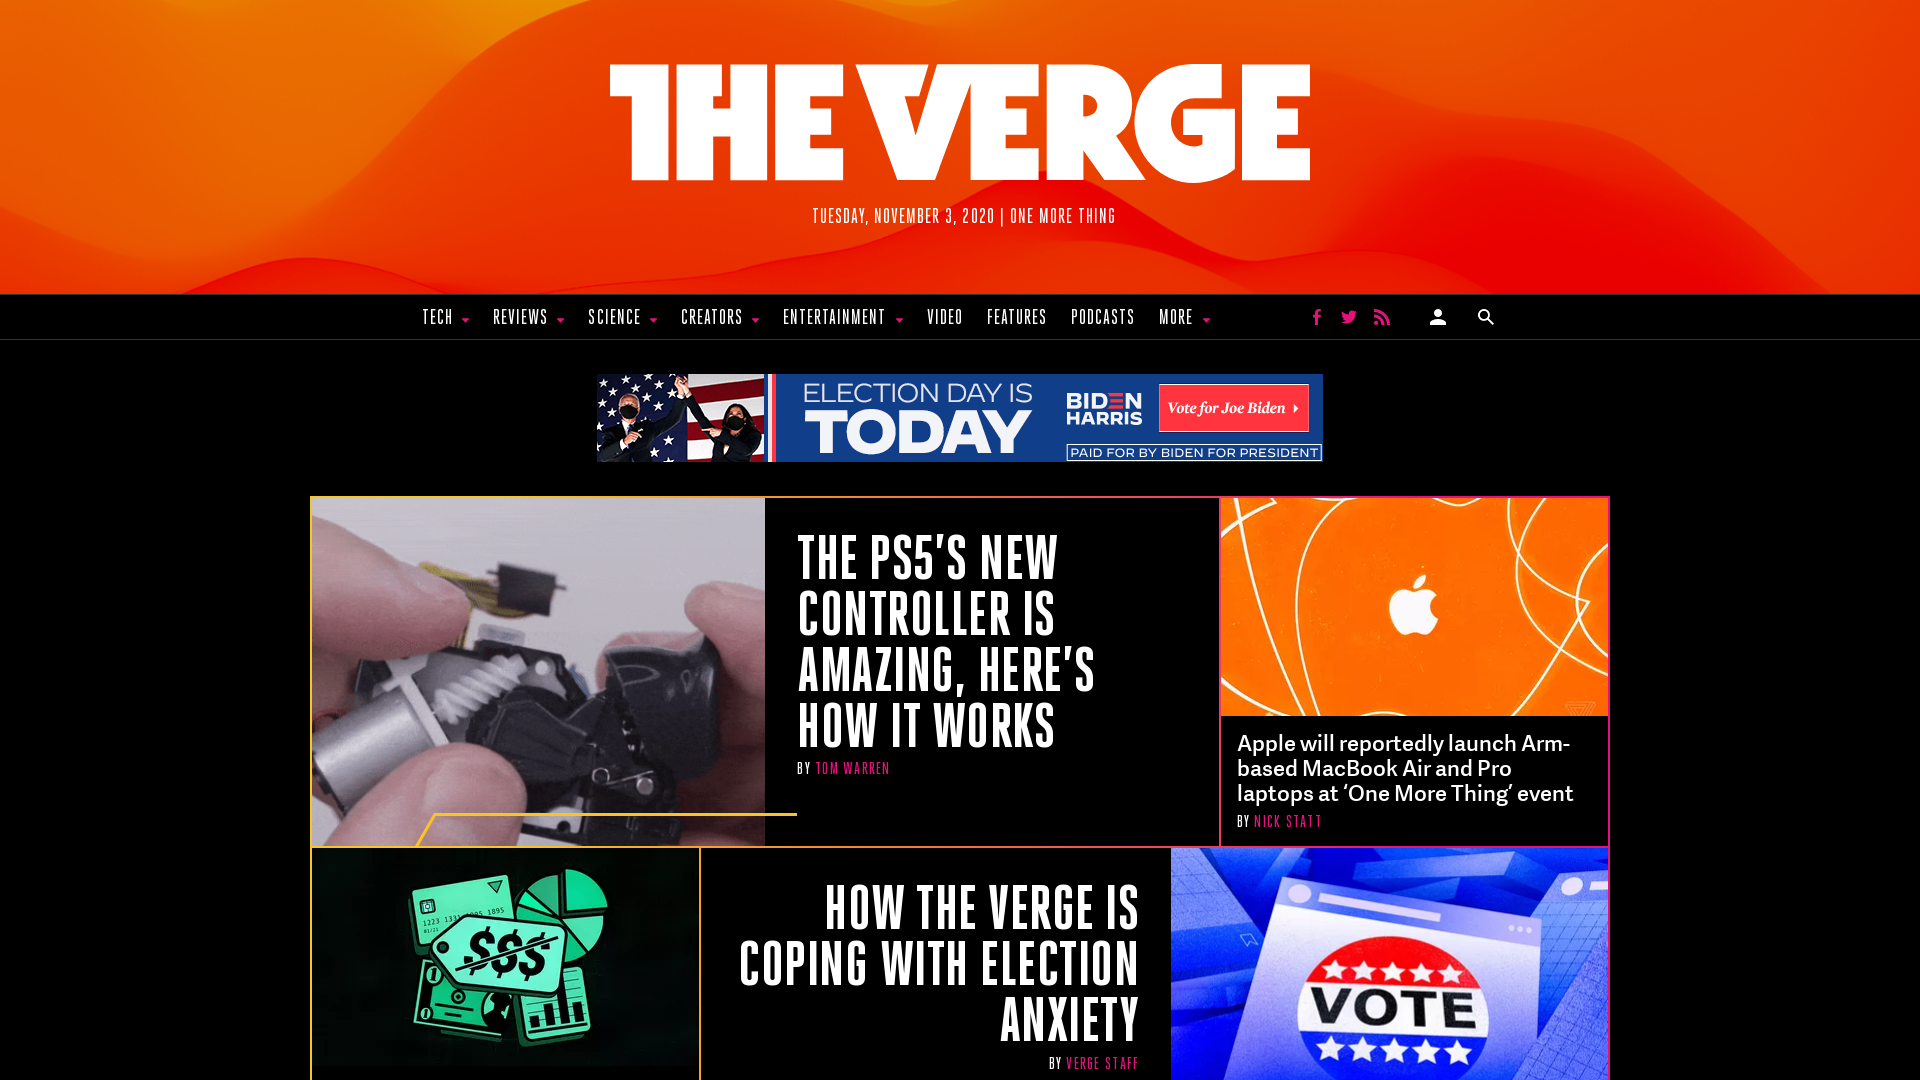 THE VERGE
TUESDAY, NOVEMBER 3, 2020 | ONE MORE THING
TECH REVIEWS SCIENCE CREATORS ENTERTAINMENT VIDEO FEATURES PODCASTS MORE
ELECTION DAY IS
TODAY
BIDEN
HARRIS
Vote for Joe Biden
PAID FOR BY BIDEN FOR PRESIDENT
THE PS5'S NEW
CONTROLLER IS
AMAZING, HERE'S
HOW IT WORKS
BY TOM WARREN
Apple will reportedly launch Arm-
based MacBook Air and Pro
laptops at ‘One More Thing’ event
BY NICK STATT
$$$
HOW THE VERGE IS
COPING WITH ELECTION
ANXIETY
BY VERGE STAFF
VOTE